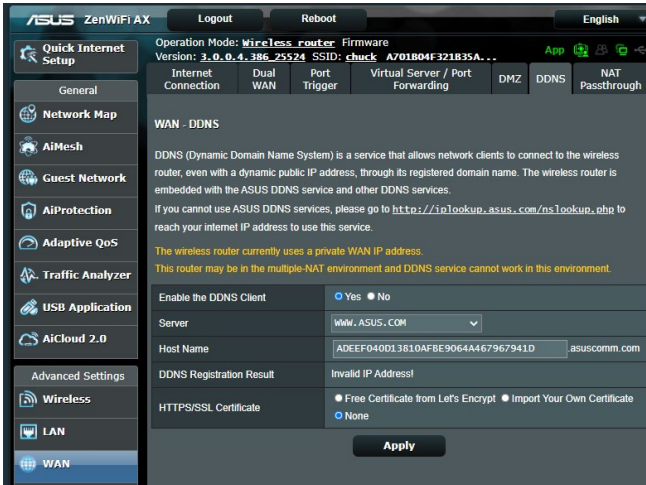 ASUS ZenWiFi AX
Logout
Reboot
English
Quick Internet
Setup
Operation Mode: Wireless router Firmware
Version: 3.0.0.4.386_25524 SSID: chuck A701B04F321B35A...
App
Internet
Connection
Dual
WAN
Port
Trigger
Virtual Server / Port
Forwarding
DMZ
DDNS
NAT
Passthrough
General
Network Map
AiMesh
Guest Network
AiProtection
Adaptive QoS
Traffic Analyzer
USB Application
AiCloud 2.0
Advanced Settings
Wireless
LAN
WAN
WAN - DDNS
DDNS (Dynamic Domain Name System) is a service that allows network clients to connect to the wireless
router, even with a dynamic public IP address, through its registered domain name. The wireless router is
embedded with the ASUS DDNS service and other DDNS services.
If you cannot use ASUS DDNS services, please go to http://iplookup.asus.com/nslookup.php to
reach your internet IP address to use this service.
The wireless router currently uses a private WAN IP address.
This router may be in the multiple-NAT environment and DDNS service cannot work in this environment.
Enable the DDNS Client
Yes No
Server
WWW.ASUS.COM
Host Name
ADEEF040D13810AFBE9064A467967941D .asuscomm.com
DDNS Registration Result
Invalid IP Address!
HTTPS/SSL Certificate
Free Certificate from Let's Encrypt Import Your Own Certificate
None
Apply